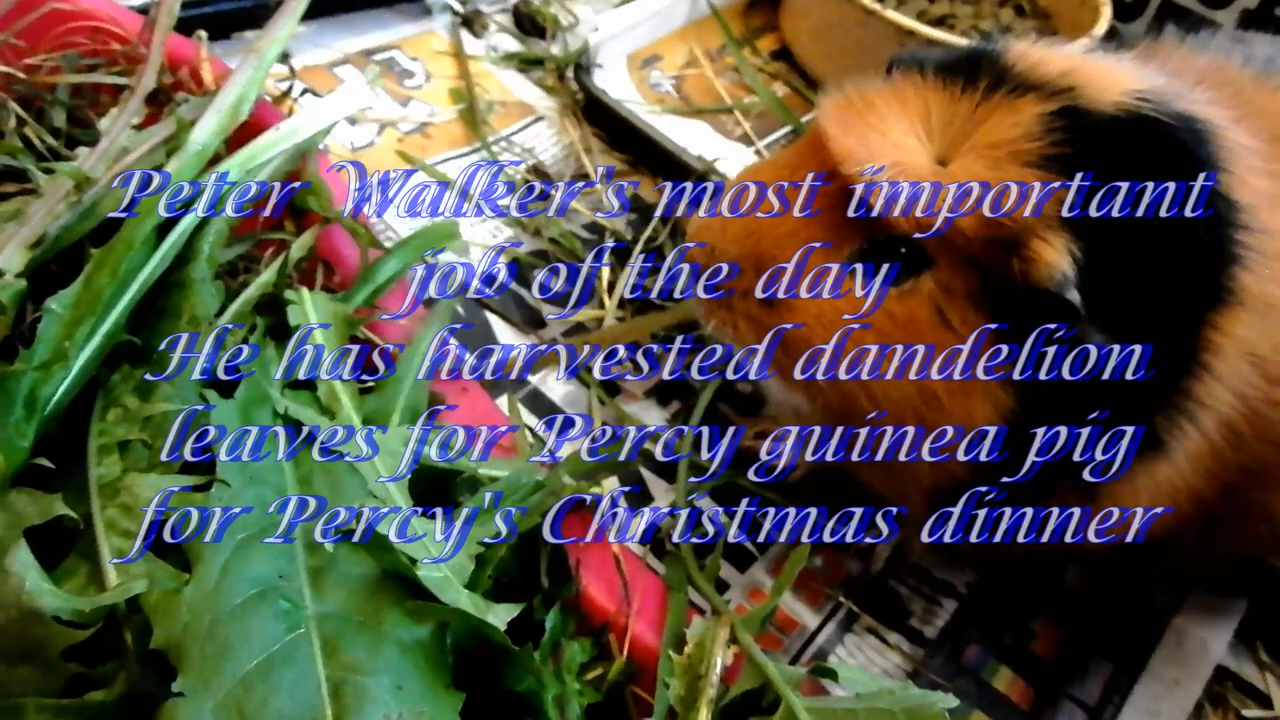 Peter Walker's most important
job of the day
He has harvested dandelion
leaves for Percy guinea pig
for Percy's Christmas dinner